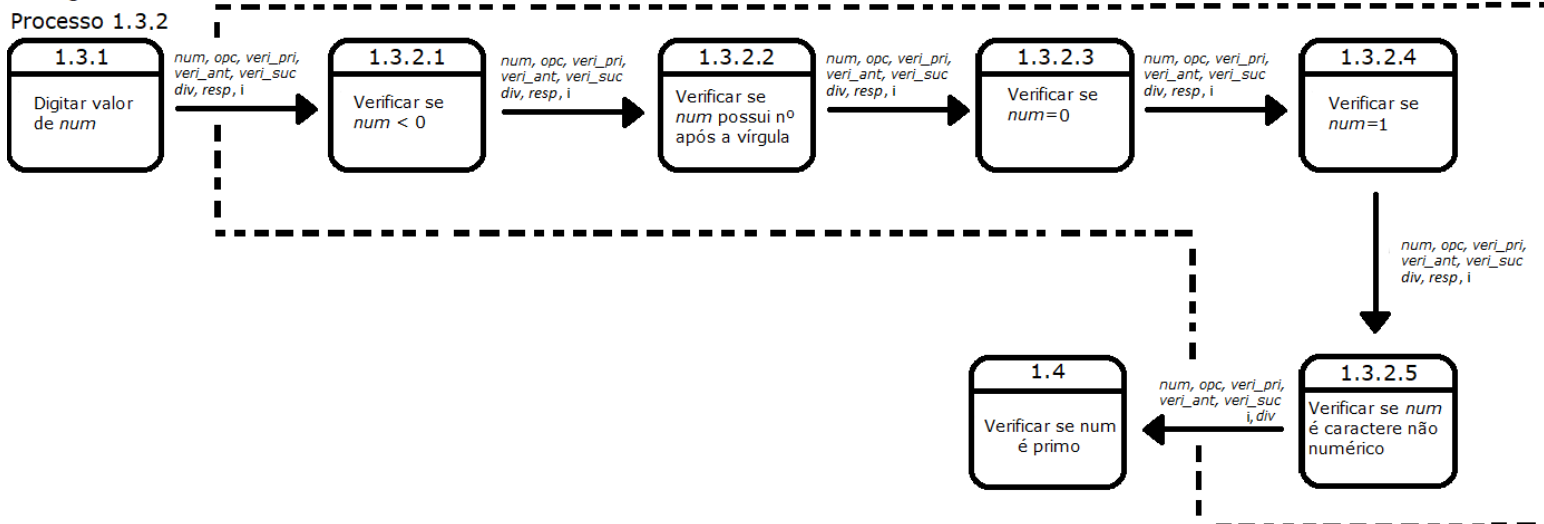 Processo 1.3.2
1.3.1
Digitar valor
de num
num, opc, veri_pri,
veri_ant, veri_suc
div, resp, i
1.3.2.1
Verificar se
num < 0
num, opc, veri_pri,
veri_ant, veri_suc
div, resp, i
1.3.2.2
Verificar se
num possui nº
após a vírgula
num, opc, veri_pri,
veri_ant, veri_suc
div, resp, i
1.3.2.3
Verificar se
num=0
num, opc, veri_pri,
veri_ant, veri_suc
div, resp, i
1.3.2.4
Verificar se
num=1
num, opc, veri_pri,
veri_ant, veri_suc
div, resp, i
1.3.2.5
Verificar se num
é caractere não
numérico
num, opc, veri_pri,
veri_ant, veri_suc
i, div
1.4
Verificar se num
é primo